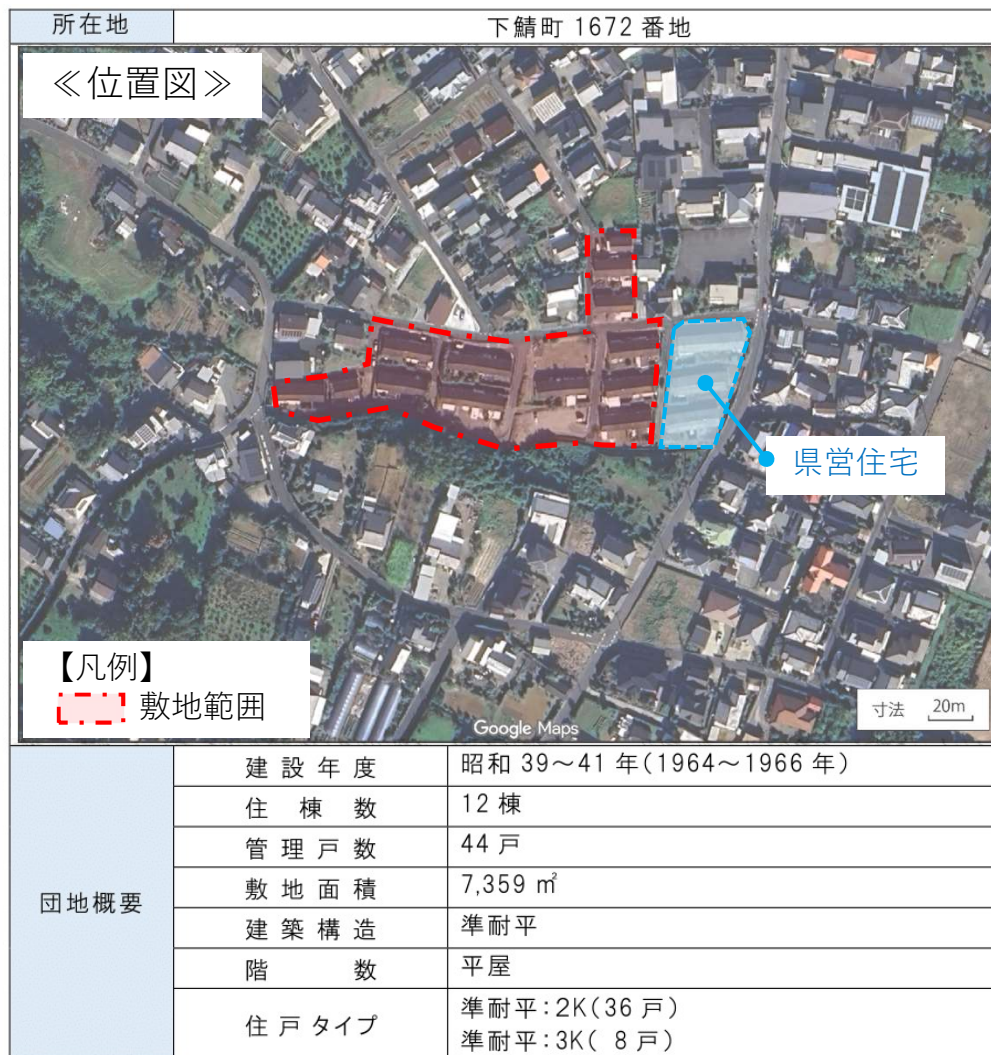 所在地
下鯖町 1672 番地
≪位置図≫
県営住宅
【凡例】
敷地範囲
Google Maps
寸法 20m
団地概要
建設年度 昭和 39～41 年(1964～1966 年)
住棟数 12 棟
管理戸数 44 戸
敷地面積 7,359 ㎡
建築構造 準耐平
階数 平屋
住戸タイプ 準耐平:2K(36 戸)
準耐平:3K( 8 戸)